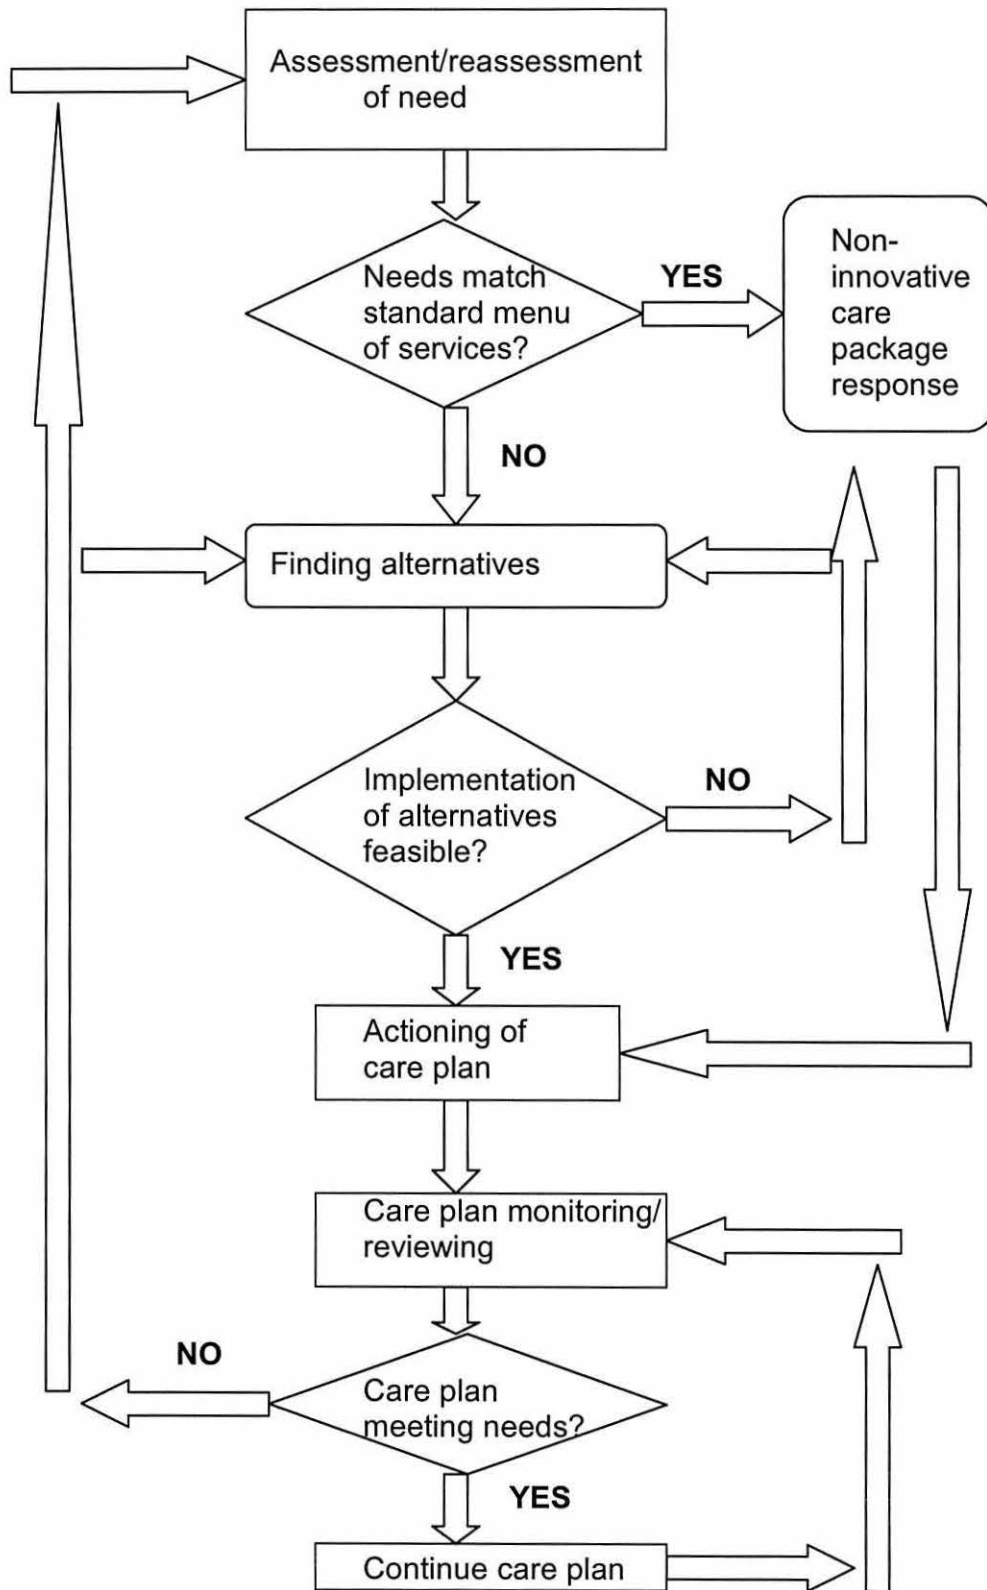 Assessment/reassessment
of need
Needs match
standard menu
of services?
YES
Non-
innovative
care
package
response
NO
Finding alternatives
Implementation
of alternatives
feasible?
NO
YES
Actioning of
care plan
Care plan monitoring/
reviewing
NO
Care plan
meeting needs?
YES
Continue care plan